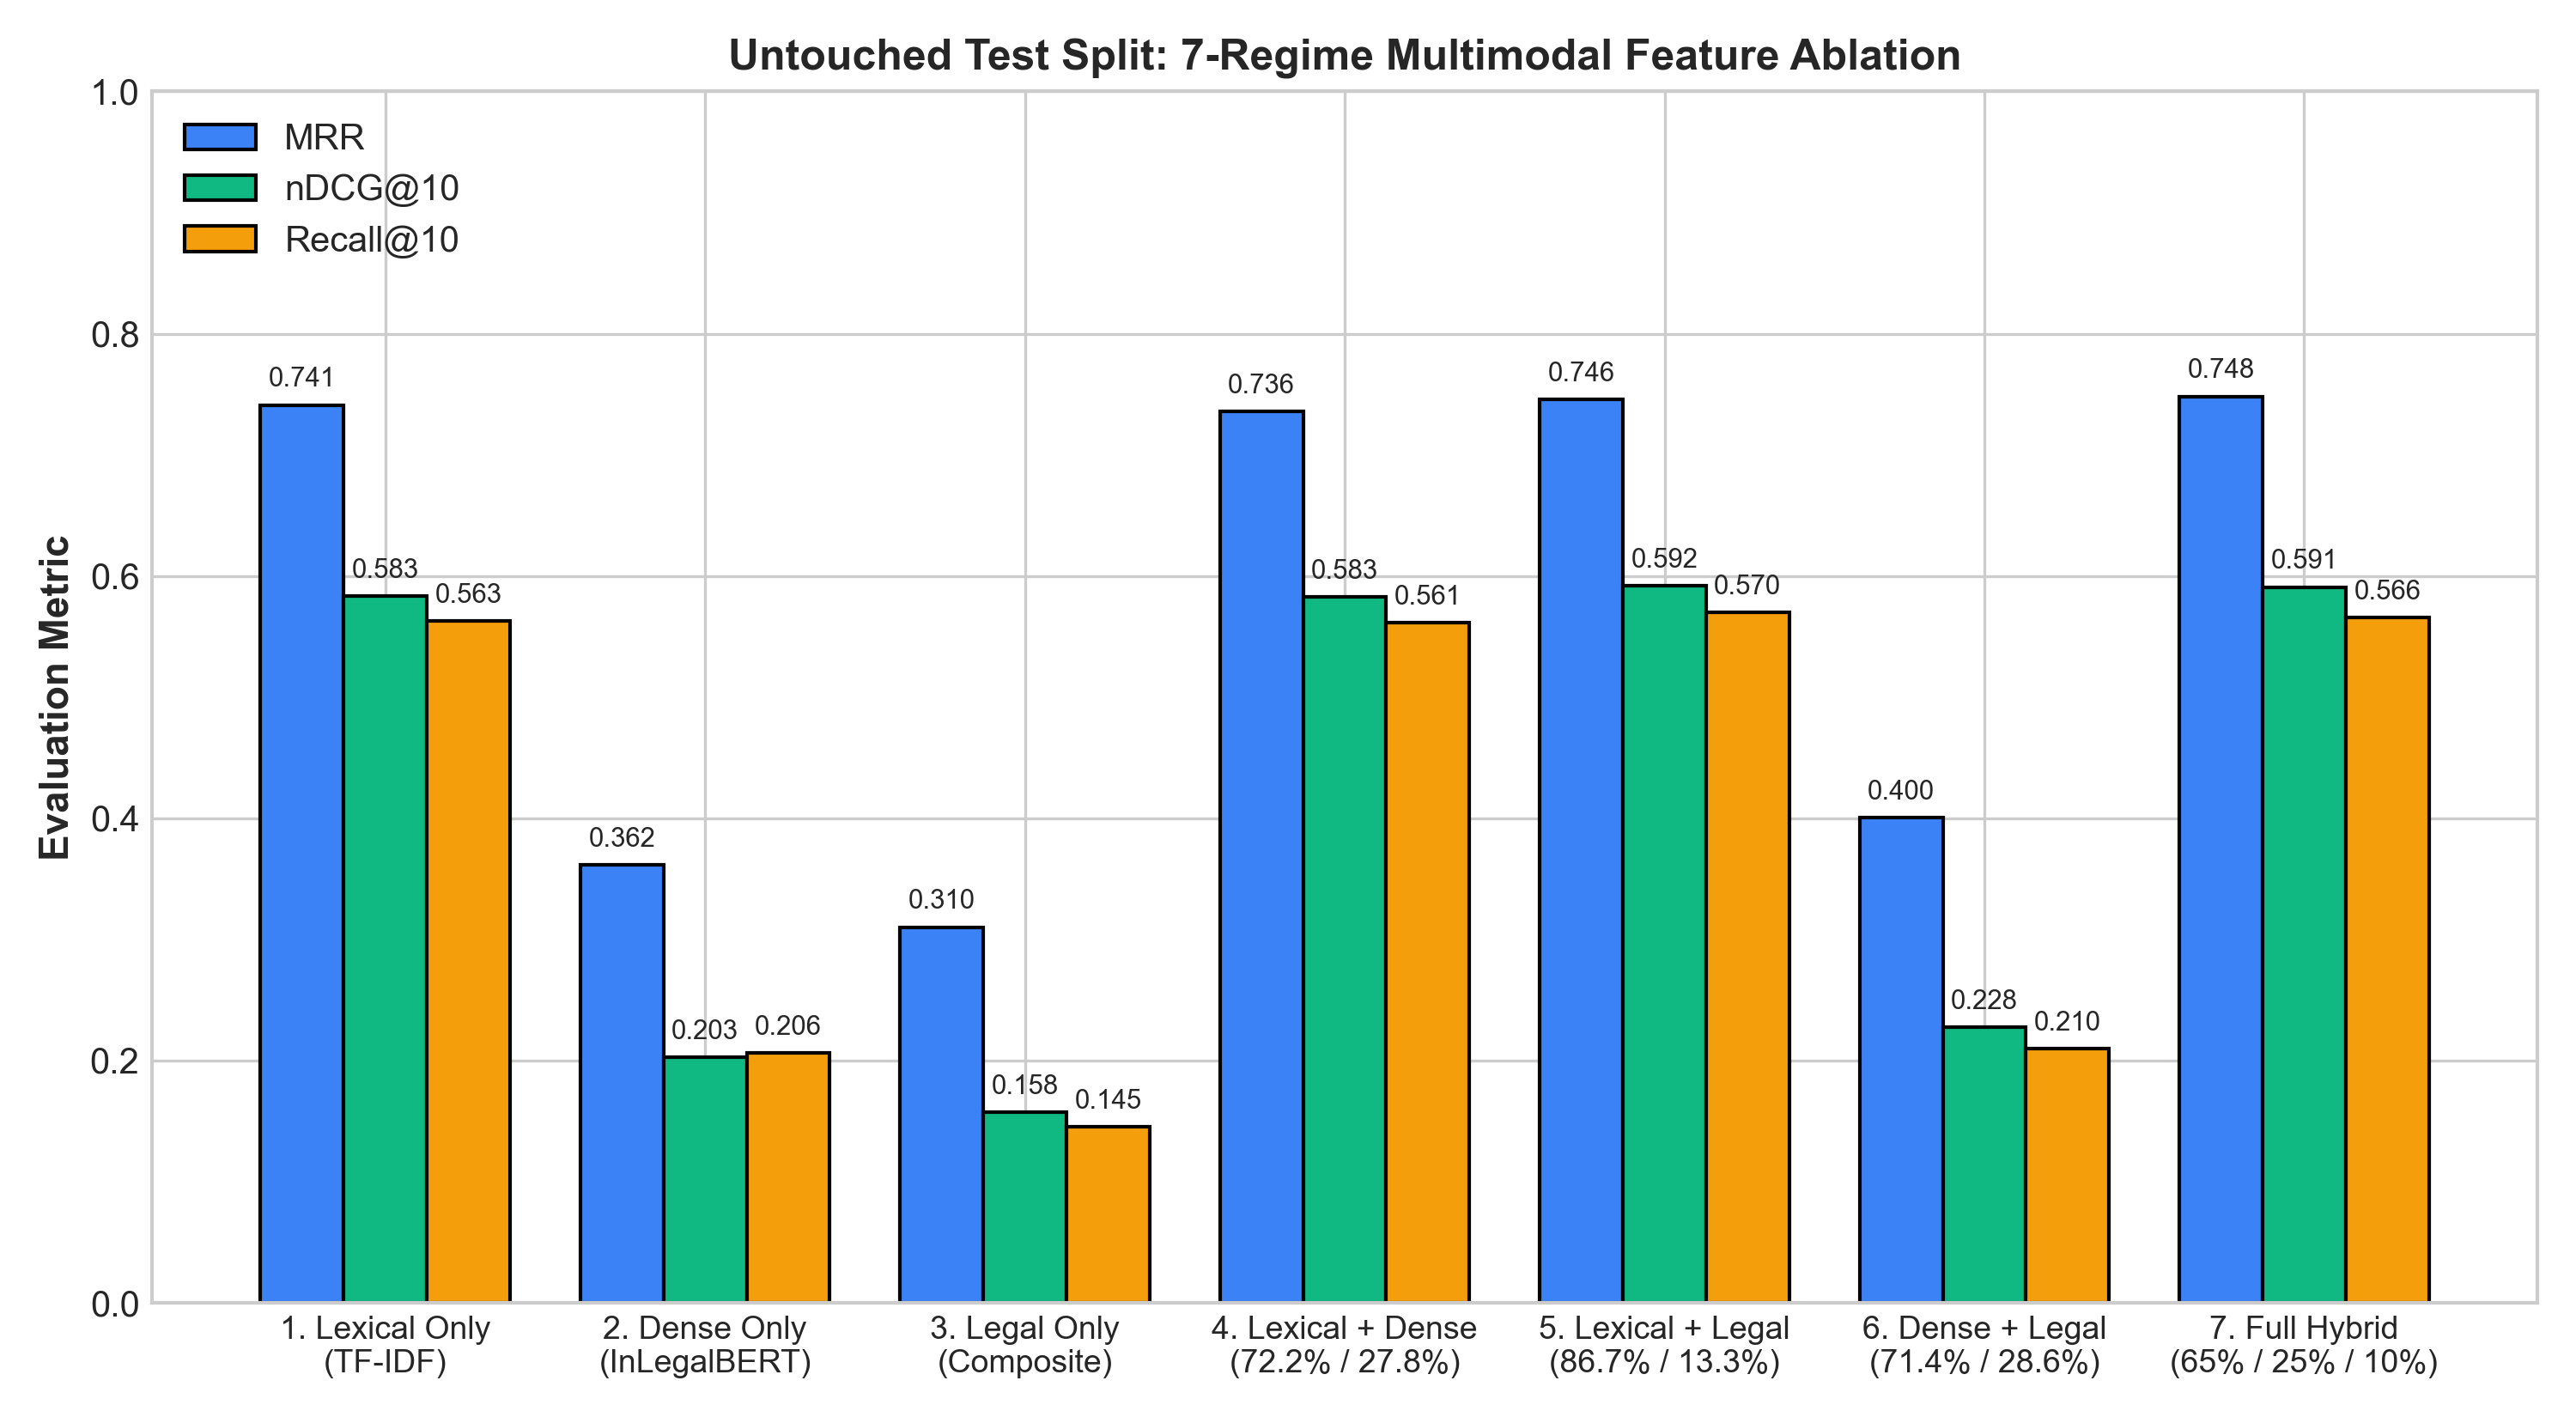 Untouched Test Split: 7-Regime Multimodal Feature Ablation
Evaluation Metric
1.0
0.8
0.6
0.4
0.2
0.0
MRR
nDCG@10
Recall@10
0.741
0.583
0.563
0.362
0.203
0.206
0.310
0.158
0.145
0.736
0.583
0.561
0.746
0.592
0.570
0.400
0.228
0.210
0.748
0.591
0.566
1. Lexical Only
(TF-IDF)
2. Dense Only
(InLegalBERT)
3. Legal Only
(Composite)
4. Lexical + Dense
(72.2% / 27.8%)
5. Lexical + Legal
(86.7% / 13.3%)
6. Dense + Legal
(71.4% / 28.6%)
7. Full Hybrid
(65% / 25% / 10%)